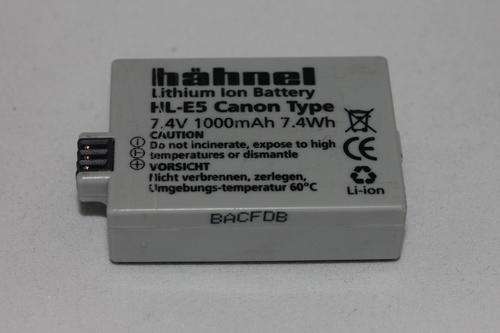 hähnel
Lithium Ion Battery
HL-E5 Canon Type
7.4V 1000mAh 7.4Wh
CAUTION
Do not incinerate, expose to high
temperatures or dismantle
VORSICHT
Nicht verbrennen, zerlegen,
Umgebungs-temperatur 60°C
CE
Li-ion
BACFDB